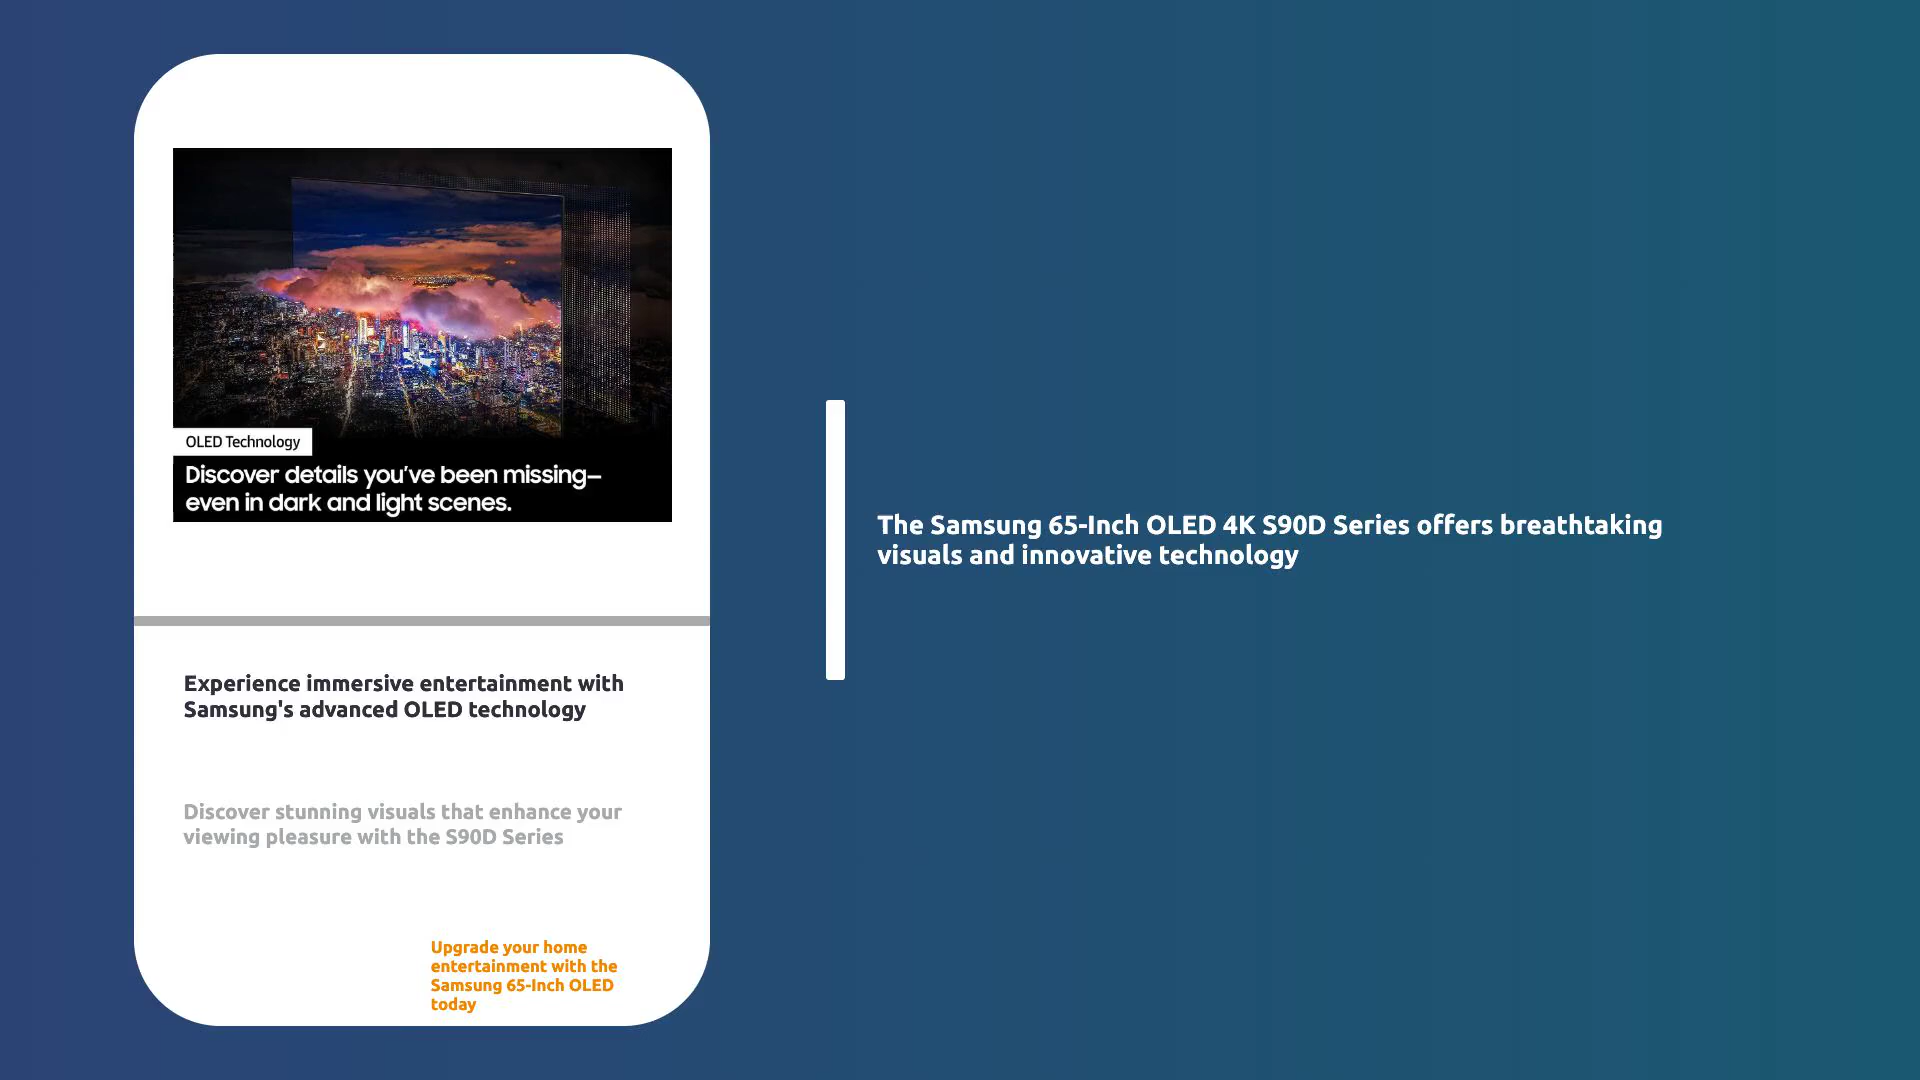 OLED Technology
Discover details you've been missing—
even in dark and light scenes.
Experience immersive entertainment with
Samsung's advanced OLED technology
Discover stunning visuals that enhance your
viewing pleasure with the S90D Series
Upgrade your home
entertainment with the
Samsung 65-Inch OLED
today
The Samsung 65-Inch OLED 4K S90D Series offers breathtaking
visuals and innovative technology